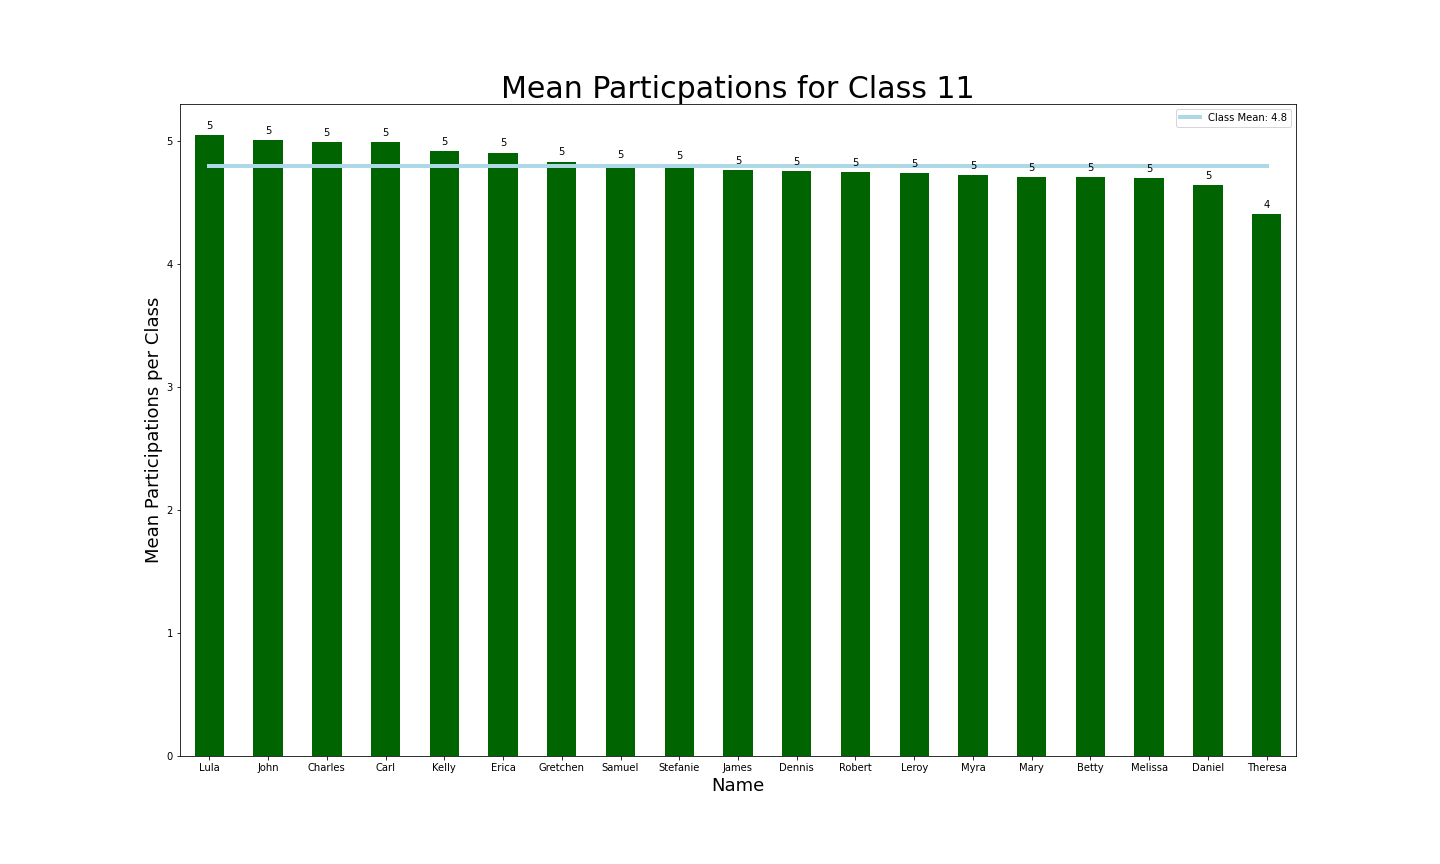 Mean Particpations for Class 11
Class Mean: 4.8
5 5 5 5 5 5 5 5 5 5 5 5 5 5 5 5 5 5 4
Mean Participations per Class
5
4
3
2
1
0
Lula John Charles Carl Kelly Erica Gretchen Samuel Stefanie James Dennis Robert Leroy Myra Mary Betty Melissa Daniel Theresa
Name